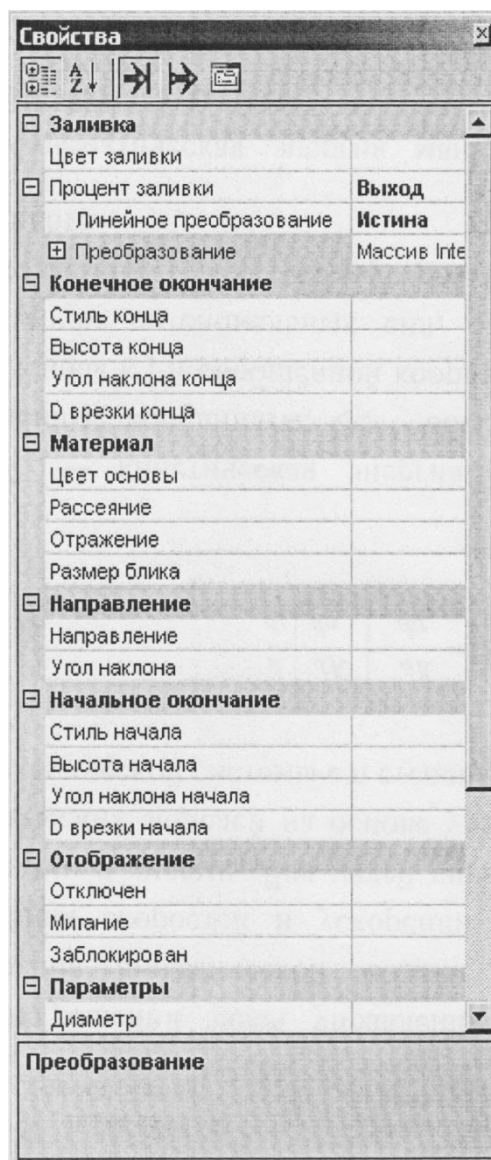 Свойства
Заливка
Цвет заливки
Процент заливки Выход
Линейное преобразование Истина
Преобразование Массив Inte
Конечное окончание
Стиль конца
Высота конца
Угол наклона конца
D врезки конца
Материал
Цвет основы
Рассеяние
Отражение
Размер блика
Направление
Направление
Угол наклона
Начальное окончание
Стиль начала
Высота начала
Угол наклона начала
D врезки начала
Отображение
Отключен
Мигание
Заблокирован
Параметры
Диаметр
Преобразование